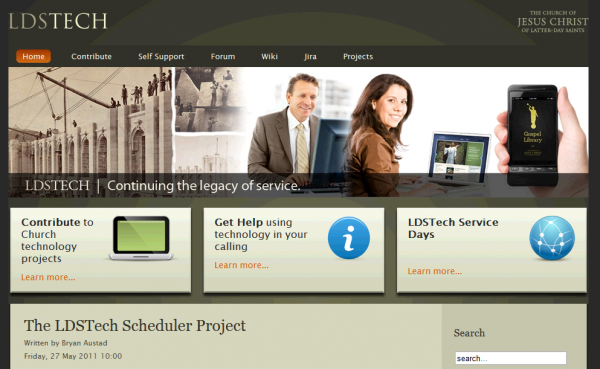 LDSTECH
THE CHURCH OF
JESUS CHRIST
OF LATTER-DAY SAINTS
Home Contribute Self Support Forum Wiki Jira Projects
Gospel
Library
LDSTECH | Continuing the legacy of service.
Contribute to
Church
technology
projects
Learn more...
Get Help using
technology in your
calling
Learn more...
LDSTech Service
Days
Learn more...
The LDSTech Scheduler Project
Written by Bryan Austad
Friday, 27 May 2011 10:00
Search
search...